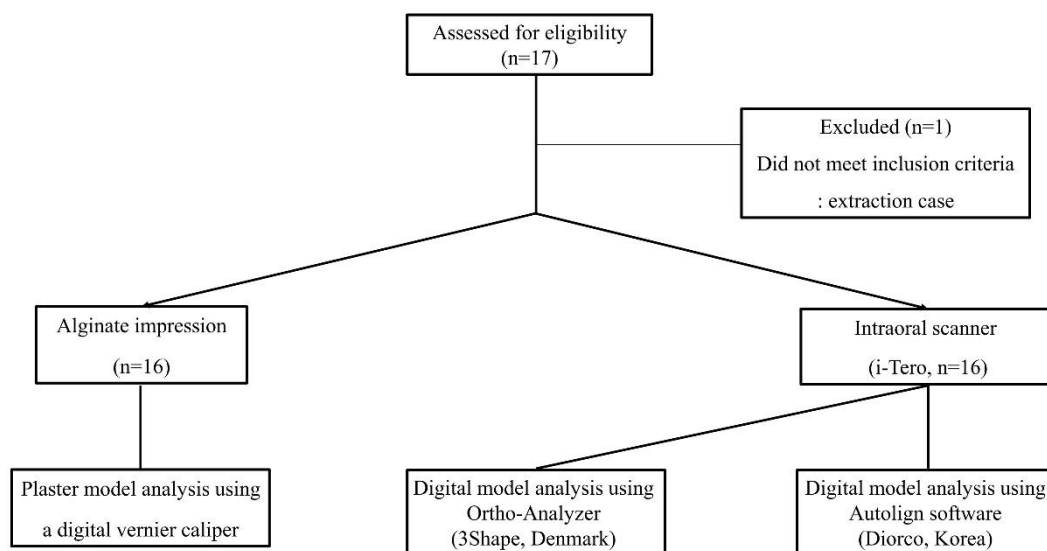 Assessed for eligibility
(n=17)
Excluded (n=1)
Did not meet inclusion criteria
: extraction case
Alginate impression
(n=16)
Intraoral scanner
(i-Tero, n=16)
Plaster model analysis using
a digital vernier caliper
Digital model analysis using
Ortho-Analyzer
(3Shape, Denmark)
Digital model analysis using
Autolign software
(Diorco, Korea)